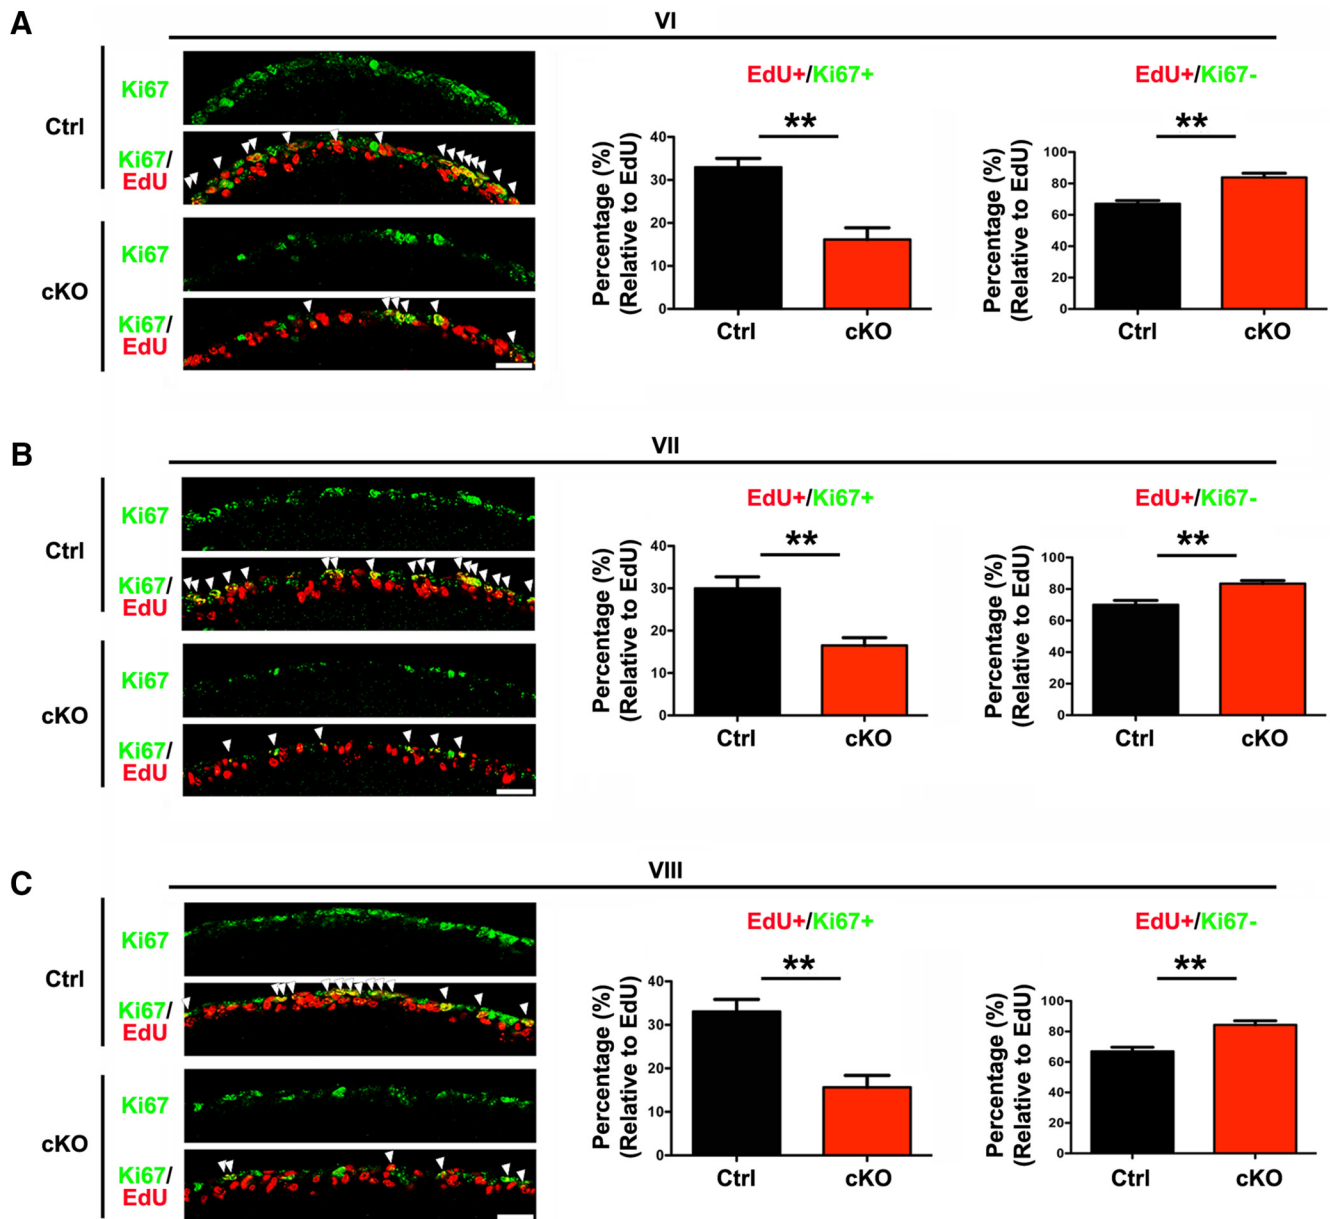 A
VI
Ctrl
Ki67
Ki67/
EdU
cKO
Ki67
Ki67/
EdU
EdU+/Ki67+
**
Percentage (%)
(Relative to EdU)
40
30
20
10
0
Ctrl cKO
EdU+/Ki67-
**
Percentage (%)
(Relative to EdU)
100
80
60
40
20
0
Ctrl cKO
B
VII
Ctrl
Ki67
Ki67/
EdU
cKO
Ki67
Ki67/
EdU
EdU+/Ki67+
**
Percentage (%)
(Relative to EdU)
40
30
20
10
0
Ctrl cKO
EdU+/Ki67-
**
Percentage (%)
(Relative to EdU)
100
80
60
40
20
0
Ctrl cKO
C
VIII
Ctrl
Ki67
Ki67/
EdU
cKO
Ki67
Ki67/
EdU
EdU+/Ki67+
**
Percentage (%)
(Relative to EdU)
40
30
20
10
0
Ctrl cKO
EdU+/Ki67-
**
Percentage (%)
(Relative to EdU)
100
80
60
40
20
0
Ctrl cKO